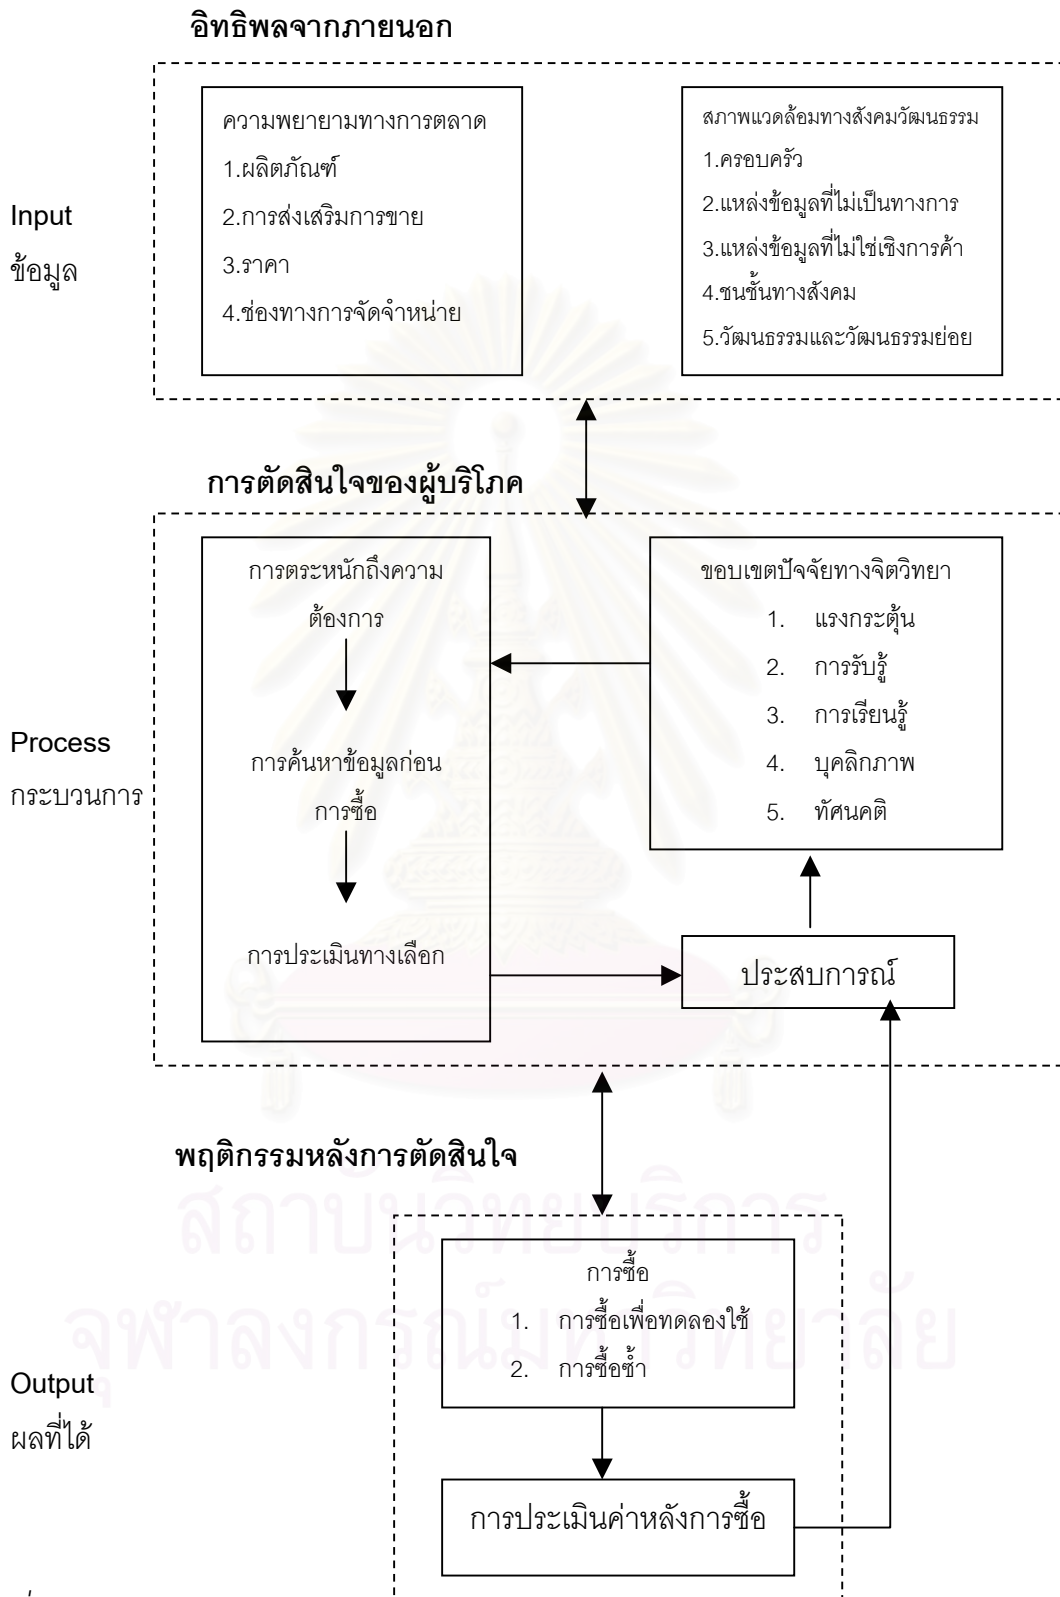 อิทธิพลจากภายนอก
Input
ข้อมูล
ความพยายามทางการตลาด
1.ผลิตภัณฑ์
2.การส่งเสริมการขาย
3.ราคา
4.ช่องทางการจัดจำหน่าย
สภาพแวดล้อมทางสังคมวัฒนธรรม
1.ครอบครัว
2.แหล่งข้อมูลที่ไม่เป็นทางการ
3.แหล่งข้อมูลที่ไม่ใช่เชิงการค้า
4.ชนชั้นทางสังคม
5.วัฒนธรรมและวัฒนธรรมย่อย
การตัดสินใจของผู้บริโภค
Process
กระบวนการ
การตระหนักถึงความ
ต้องการ
การค้นหาข้อมูลก่อน
การซื้อ
การประเมินทางเลือก
ขอบเขตปัจจัยทางจิตวิทยา
1. แรงกระตุ้น
2. การรับรู้
3. การเรียนรู้
4. บุคลิกภาพ
5. ทัศนคติ
ประสบการณ์
พฤติกรรมหลังการตัดสินใจ
สถาบันวิทยบริการ
จุฬาลงกรณ์มหาวิทยาลัย
Output
ผลที่ได้
การซื้อ
1. การซื้อเพื่อทดลองใช้
2. การซื้อซ้ำ
การประเมินค่าหลังการซื้อ